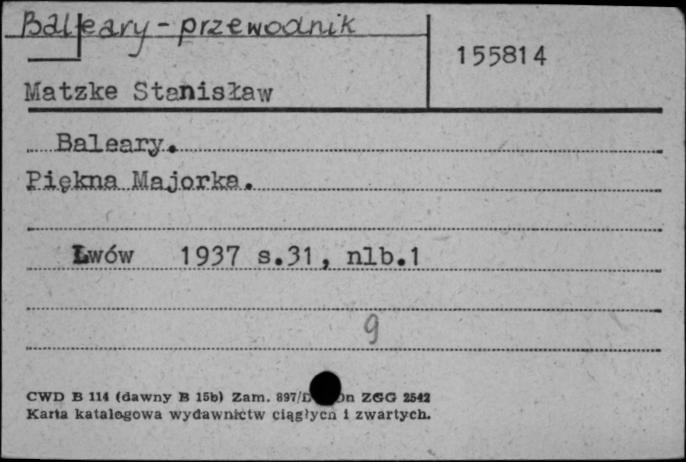 Baleary - przewodnik
155814
Matzke Stanisław
Baleary.
Piękna Majorka.
Lwów 1937 s.31, nlb.1
9
CWD B 114 (dawny B 15b) Zam. 897/D ZGG 2542
Karta katalogowa wydawnictw ciągłych i zwartych.